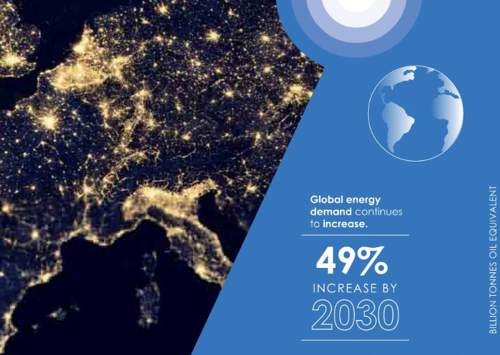 Global energy
demand continues
to increase.
49%
INCREASE BY
2030
BILLION TONNES OIL EQUIVALENT